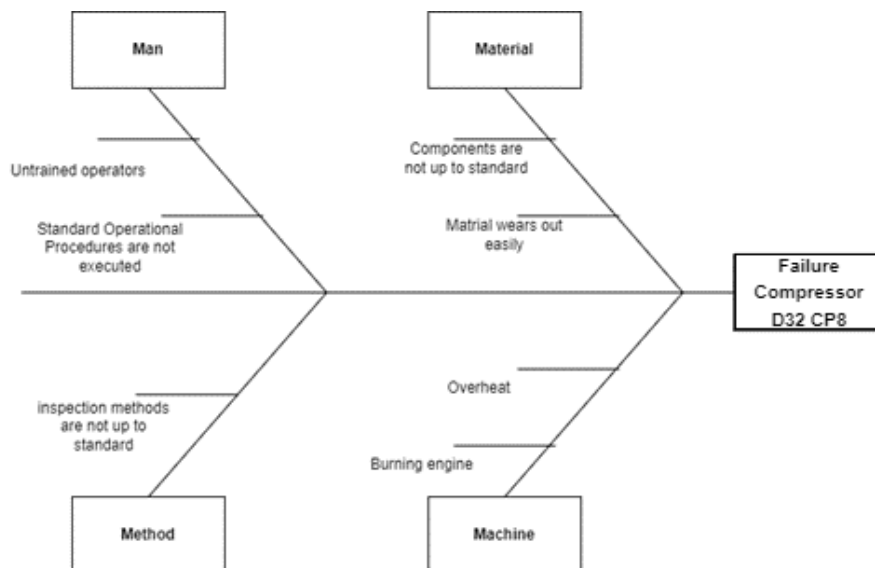 Man
Material
Untrained operators
Components are
not up to standard
Standard Operational
Procedures are not
executed
Matrial wears out
easily
Failure
Compressor
D32 CP8
inspection methods
are not up to
standard
Overheat
Burning engine
Method
Machine